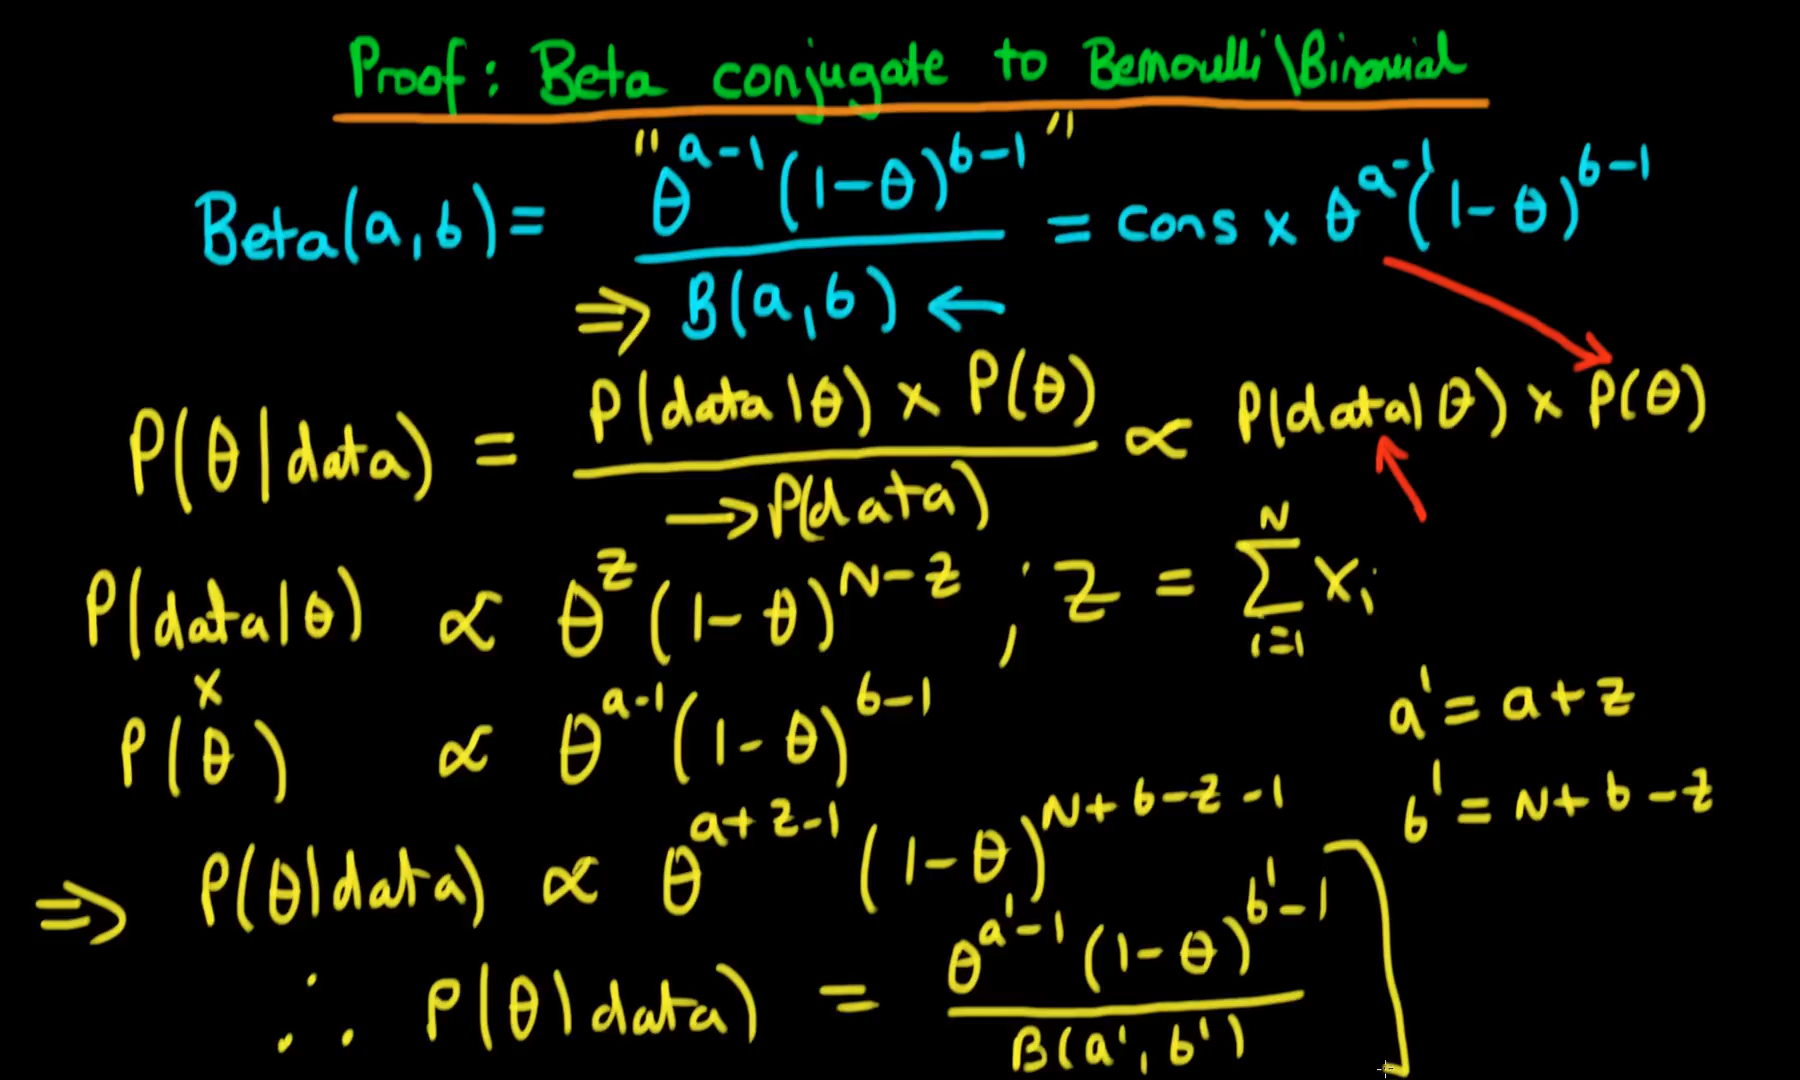 Proof: Beta conjugate to Bernoulli\Binomial
Beta(a,b) = "θ^{a-1}(1-θ)^{b-1}" / B(a,b) ← = cons × θ^{a-1}(1-θ)^{b-1}
⇒ P(θ|data) = P(data|θ) × P(θ) / →P(data) ∝ P(data|θ) × P(θ)
P(data|θ) ∝ θ^z (1-θ)^{N-z} ; z = ∑_{i=1}^{N} x_i
×
P(θ) ∝ θ^{a-1}(1-θ)^{b-1}
a' = a+z
b' = N+b-z
⇒ P(θ|data) ∝ θ^{a+z-1} (1-θ)^{N+b-z-1}
∴ P(θ|data) = θ^{a'-1}(1-θ)^{b'-1} / B(a',b')